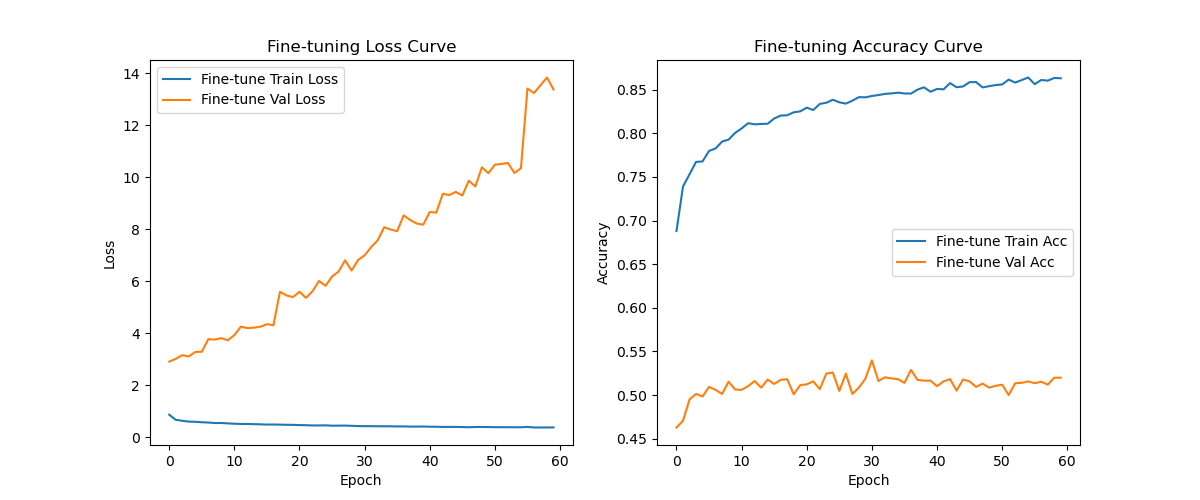 Fine-tuning Loss Curve
Fine-tune Train Loss
Fine-tune Val Loss
14
12
10
8
6
4
2
0
Loss
0 10 20 30 40 50 60
Epoch
Fine-tuning Accuracy Curve
0.85
0.80
0.75
0.70
0.65
0.60
0.55
0.50
0.45
Accuracy
Fine-tune Train Acc
Fine-tune Val Acc
0 10 20 30 40 50 60
Epoch